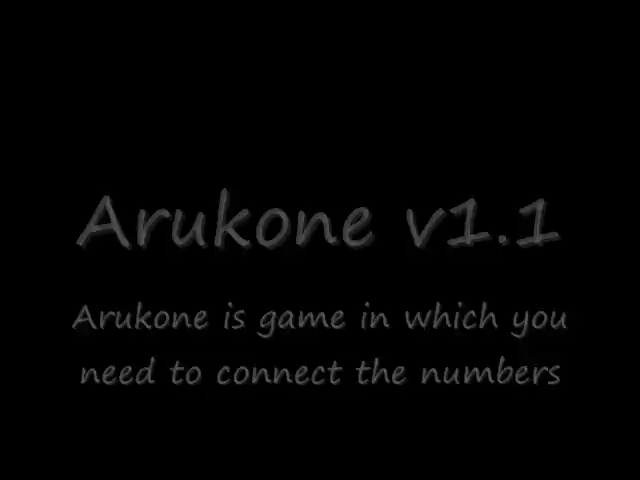 Arukone v1.1
Arukone is game in which you
need to connect the numbers